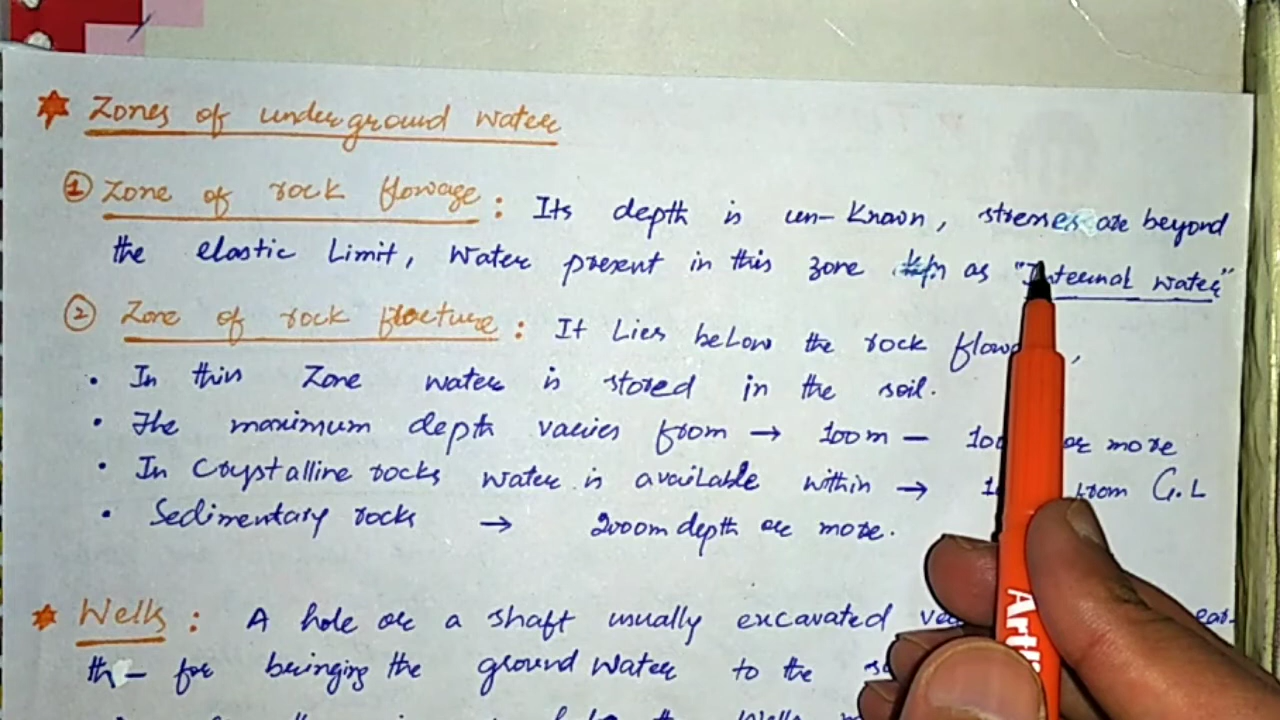 Zones of underground water
① Zone of rock flowage : Its depth is un-known, stresses are beyond
the elastic Limit, water present in this zone k/n as "Internal water"
② Zone of rock fracture : It Lies below the rock
• In this Zone water is stored in the soil.
• The maximum depth varies from → 100m - or more
• In Crystalline rocks water is available within → from G.L
• Sedimentary rocks → 2000m depth or more.
Wells : A hole or a shaft usually excavated
th- for bringing the ground water to the
Artli